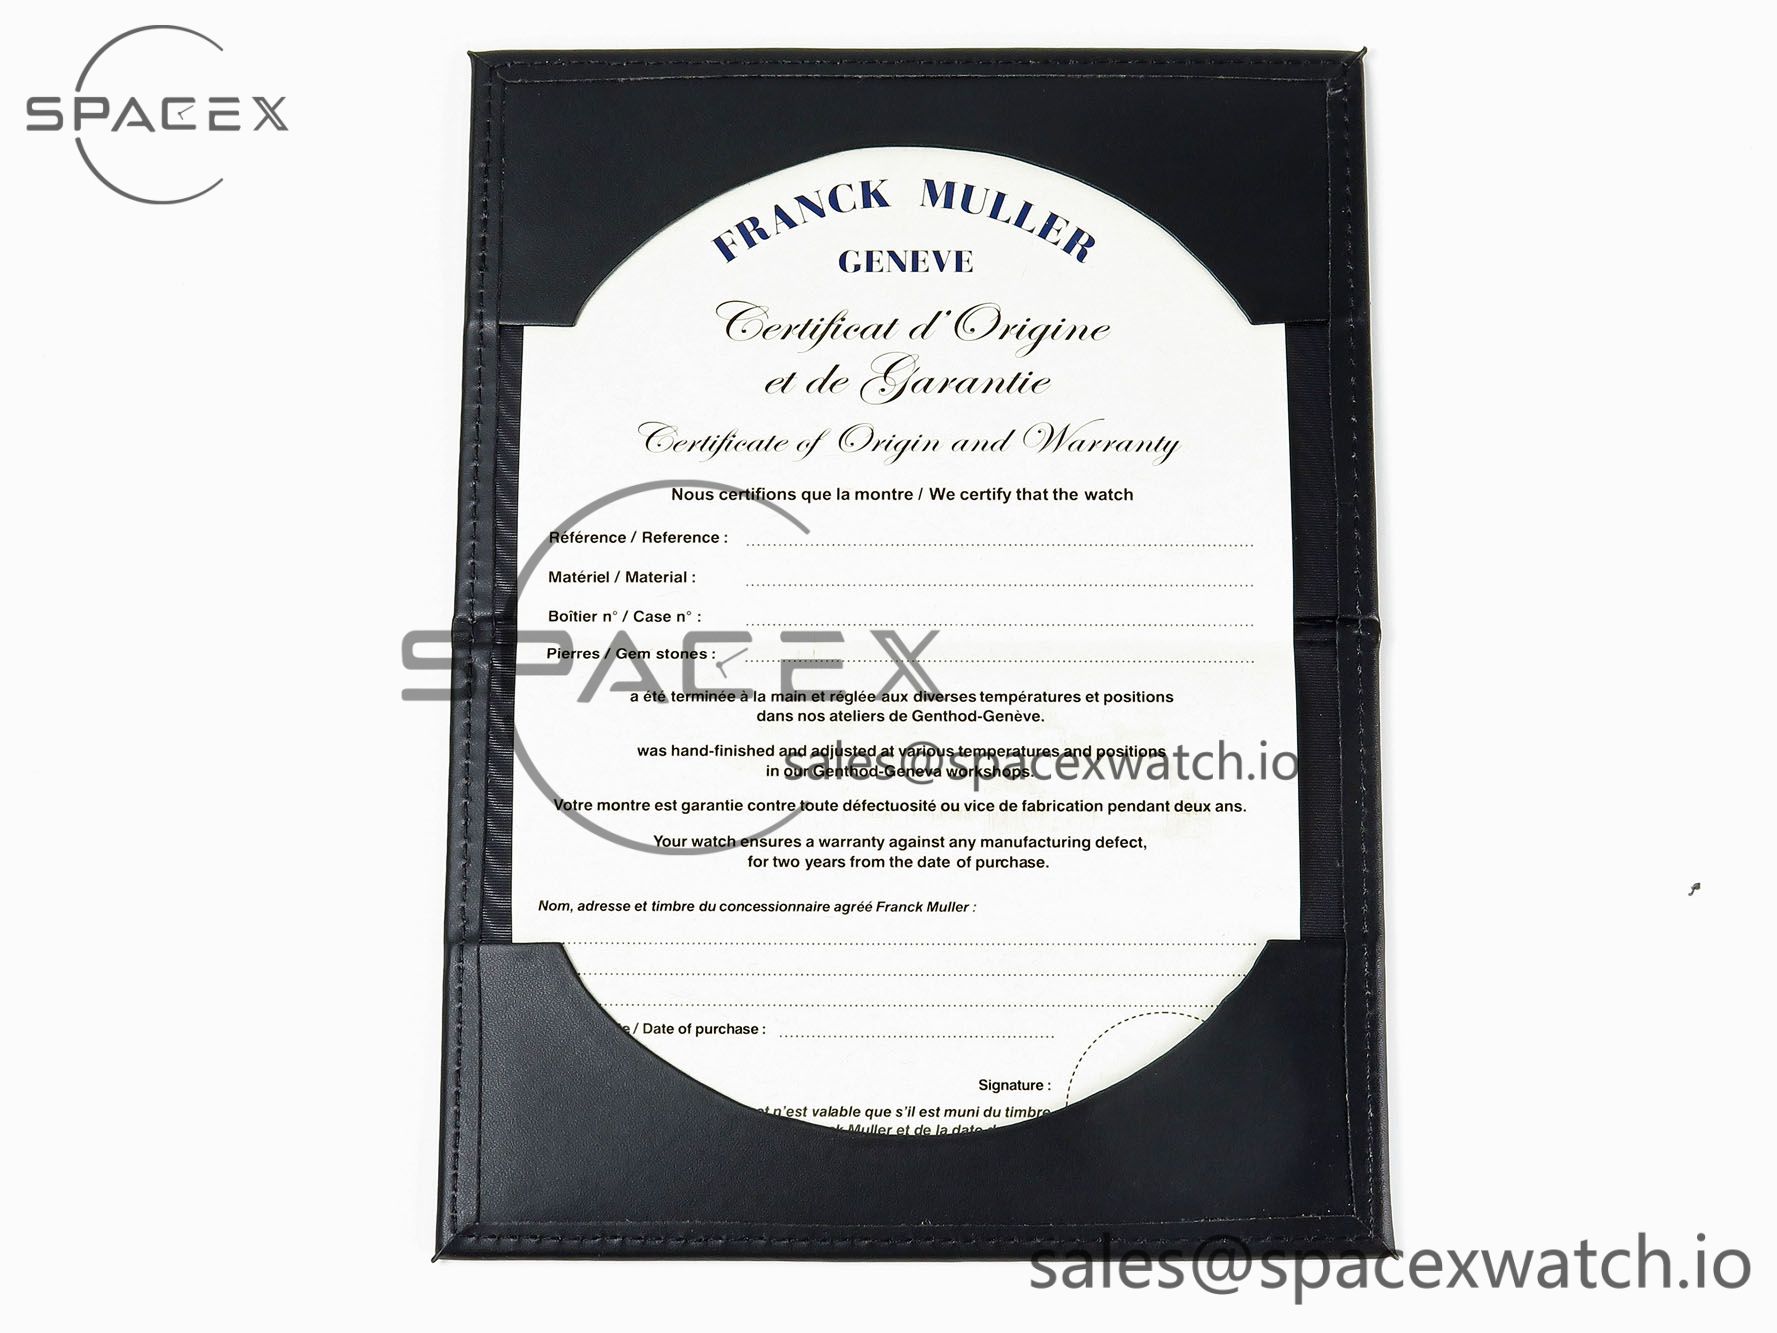 SPACEX
FRANCK MULLER
GENEVE
Certificat d'Origine
et de Garantie
Certificate of Origin and Warranty
Nous certifions que la montre / We certify that the watch
Référence / Reference :
Matériel / Material :
Boîtier n° / Case n° :
Pierres / Gem stones :
SPACEX
a été terminée à la main et réglée aux diverses températures et positions
dans nos ateliers de Genthod-Genève.
was hand-finished and adjusted at various temperatures and positions
sales@spacexwatch.io
in our Genthod-Geneva workshops.
Votre montre est garantie contre toute défectuosité ou vice de fabrication pendant deux ans.
Your watch ensures a warranty against any manufacturing defect,
for two years from the date of purchase.
Nom, adresse et timbre du concessionnaire agréé Franck Muller :
/ Date of purchase :
Signature :
n'est valable que s'il est muni du timbre
Muller et de la date
sales@spacexwatch.io